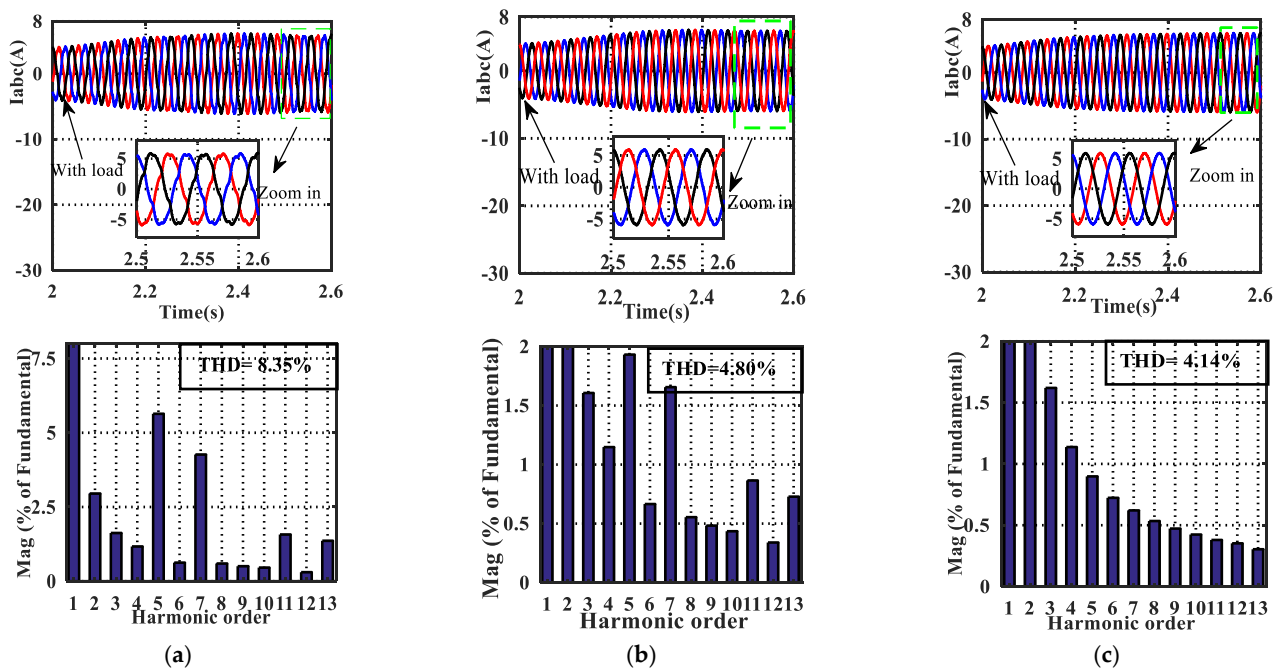 Iabc(A)
8
0
-10
-20
-30
With load
5
0
-5
2.5 2.55 2.6
Zoom in
2 2.2 2.4 2.6
Time(s)
Iabc(A)
8
0
-10
-20
-30
With load
5
0
-5
2.5 2.55 2.6
Zoom in
2 2.2 2.4 2.6
Time(s)
Iabc(A)
8
0
-10
-20
-30
With load
5
0
-5
2.5 2.55 2.6
Zoom in
2 2.2 2.4 2.6
Time(s)
Mag (% of Fundamental)
7.5
5
2.5
0
THD= 8.35%
1 2 3 4 5 6 7 8 9 10 11 12 13
Harmonic order
(a)
Mag (% of Fundamental)
2
1.5
1
0.5
0
THD=4.80%
1 2 3 4 5 6 7 8 9 10 11 12 13
Harmonic order
(b)
Mag (% of Fundamental)
2
1.5
1
0.5
0
THD= 4.14%
1 2 3 4 5 6 7 8 9 10 11 12 13
Harmonic order
(c)